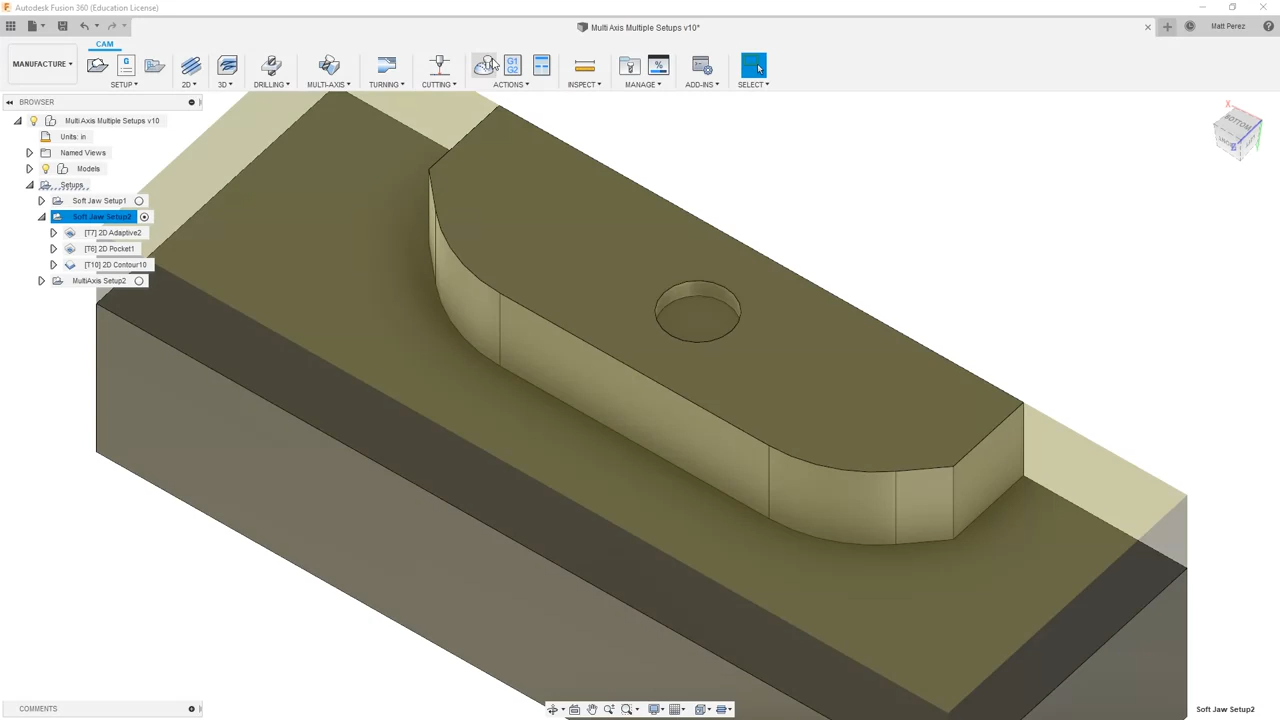 Autodesk Fusion 360 (Education License)
Multi Axis Multiple Setups v10*
Matt Perez
CAM
MANUFACTURE
G
G1
G2
%
SETUP
2D
3D
DRILLING
MULTI-AXIS
TURNING
CUTTING
ACTIONS
INSPECT
MANAGE
ADD-INS
SELECT
BROWSER
Multi Axis Multiple Setups v10
Units: in
Named Views
Models
Setups
Soft Jaw Setup1
Soft Jaw Setup2
[T7] 2D Adaptive2
[T6] 2D Pocket1
[T10] 2D Contour10
MultiAxis Setup2
X
BOTTOM
COMMENTS
Soft Jaw Setup2